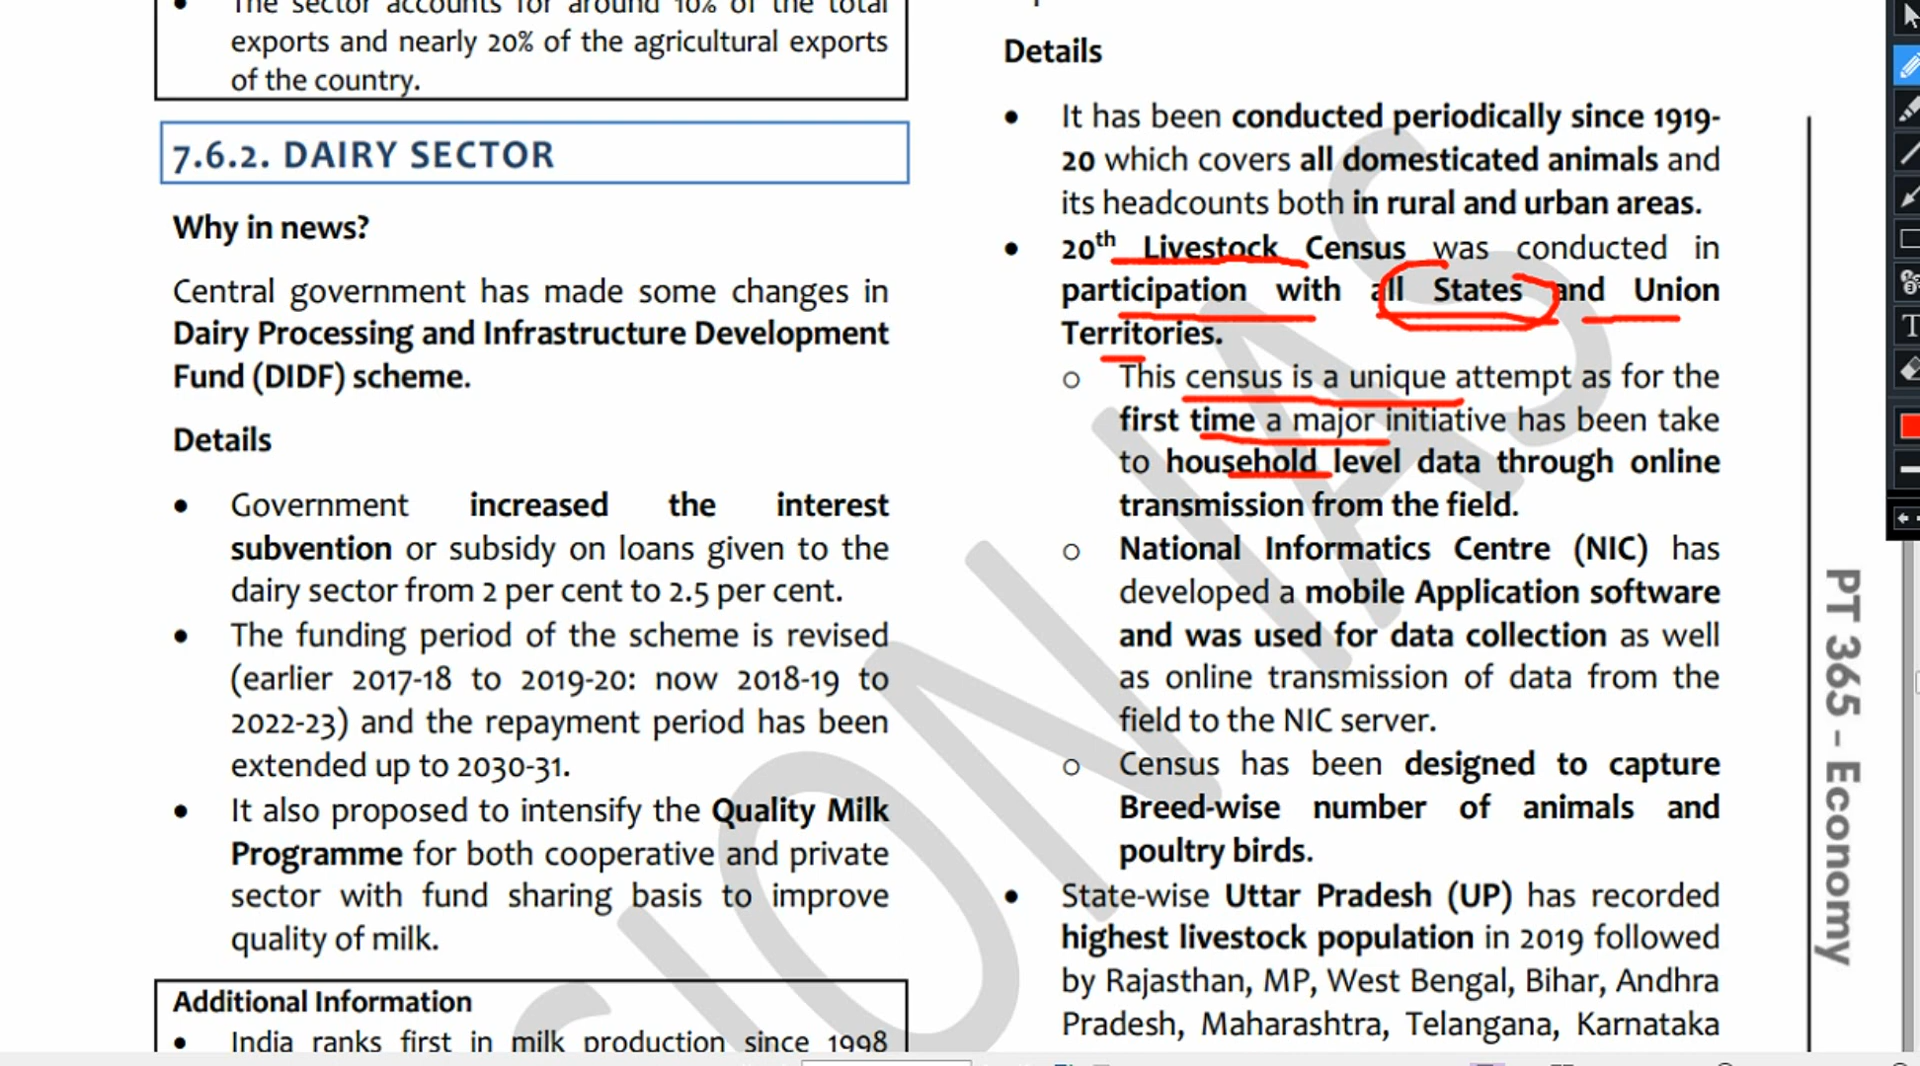 The sector accounts for around 10% of the total
exports and nearly 20% of the agricultural exports
of the country.
7.6.2. DAIRY SECTOR
Why in news?
Central government has made some changes in
Dairy Processing and Infrastructure Development
Fund (DIDF) scheme.
Details
• Government increased the interest
subvention or subsidy on loans given to the
dairy sector from 2 per cent to 2.5 per cent.
• The funding period of the scheme is revised
(earlier 2017-18 to 2019-20: now 2018-19 to
2022-23) and the repayment period has been
extended up to 2030-31.
• It also proposed to intensify the Quality Milk
Programme for both cooperative and private
sector with fund sharing basis to improve
quality of milk.
Additional Information
• India ranks first in milk production since 1998
Details
• It has been conducted periodically since 1919-
20 which covers all domesticated animals and
its headcounts both in rural and urban areas.
• 20th Livestock Census was conducted in
participation with all States and Union
Territories.
o This census is a unique attempt as for the
first time a major initiative has been take
to household level data through online
transmission from the field.
o National Informatics Centre (NIC) has
developed a mobile Application software
and was used for data collection as well
as online transmission of data from the
field to the NIC server.
o Census has been designed to capture
Breed-wise number of animals and
poultry birds.
• State-wise Uttar Pradesh (UP) has recorded
highest livestock population in 2019 followed
by Rajasthan, MP, West Bengal, Bihar, Andhra
Pradesh, Maharashtra, Telangana, Karnataka
PT 365 - Economy
ION IAS